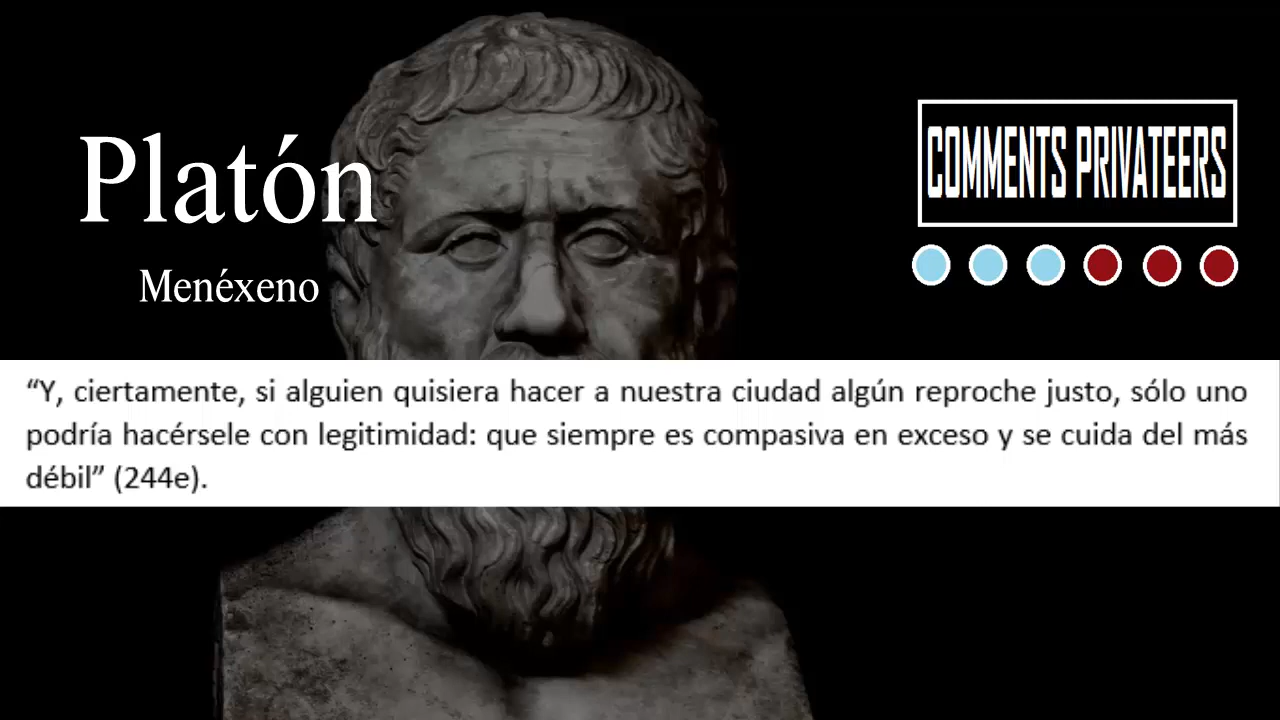 Platón
Menéxeno
COMMENTS PRIVATEERS
“Y, ciertamente, si alguien quisiera hacer a nuestra ciudad algún reproche justo, sólo uno
podría hacérsele con legitimidad: que siempre es compasiva en exceso y se cuida del más
débil” (244e).